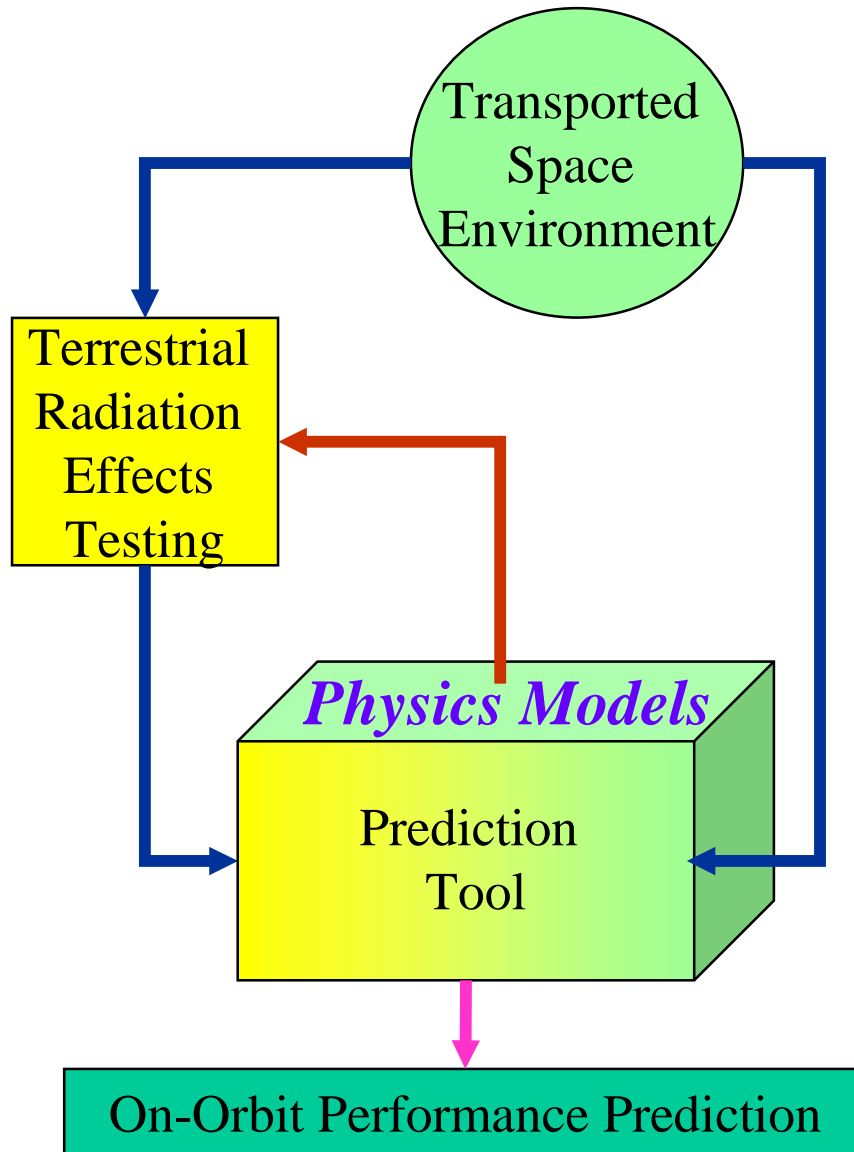 Transported
Space
Environment
Terrestrial
Radiation
Effects
Testing
Physics Models
Prediction
Tool
On-Orbit Performance Prediction